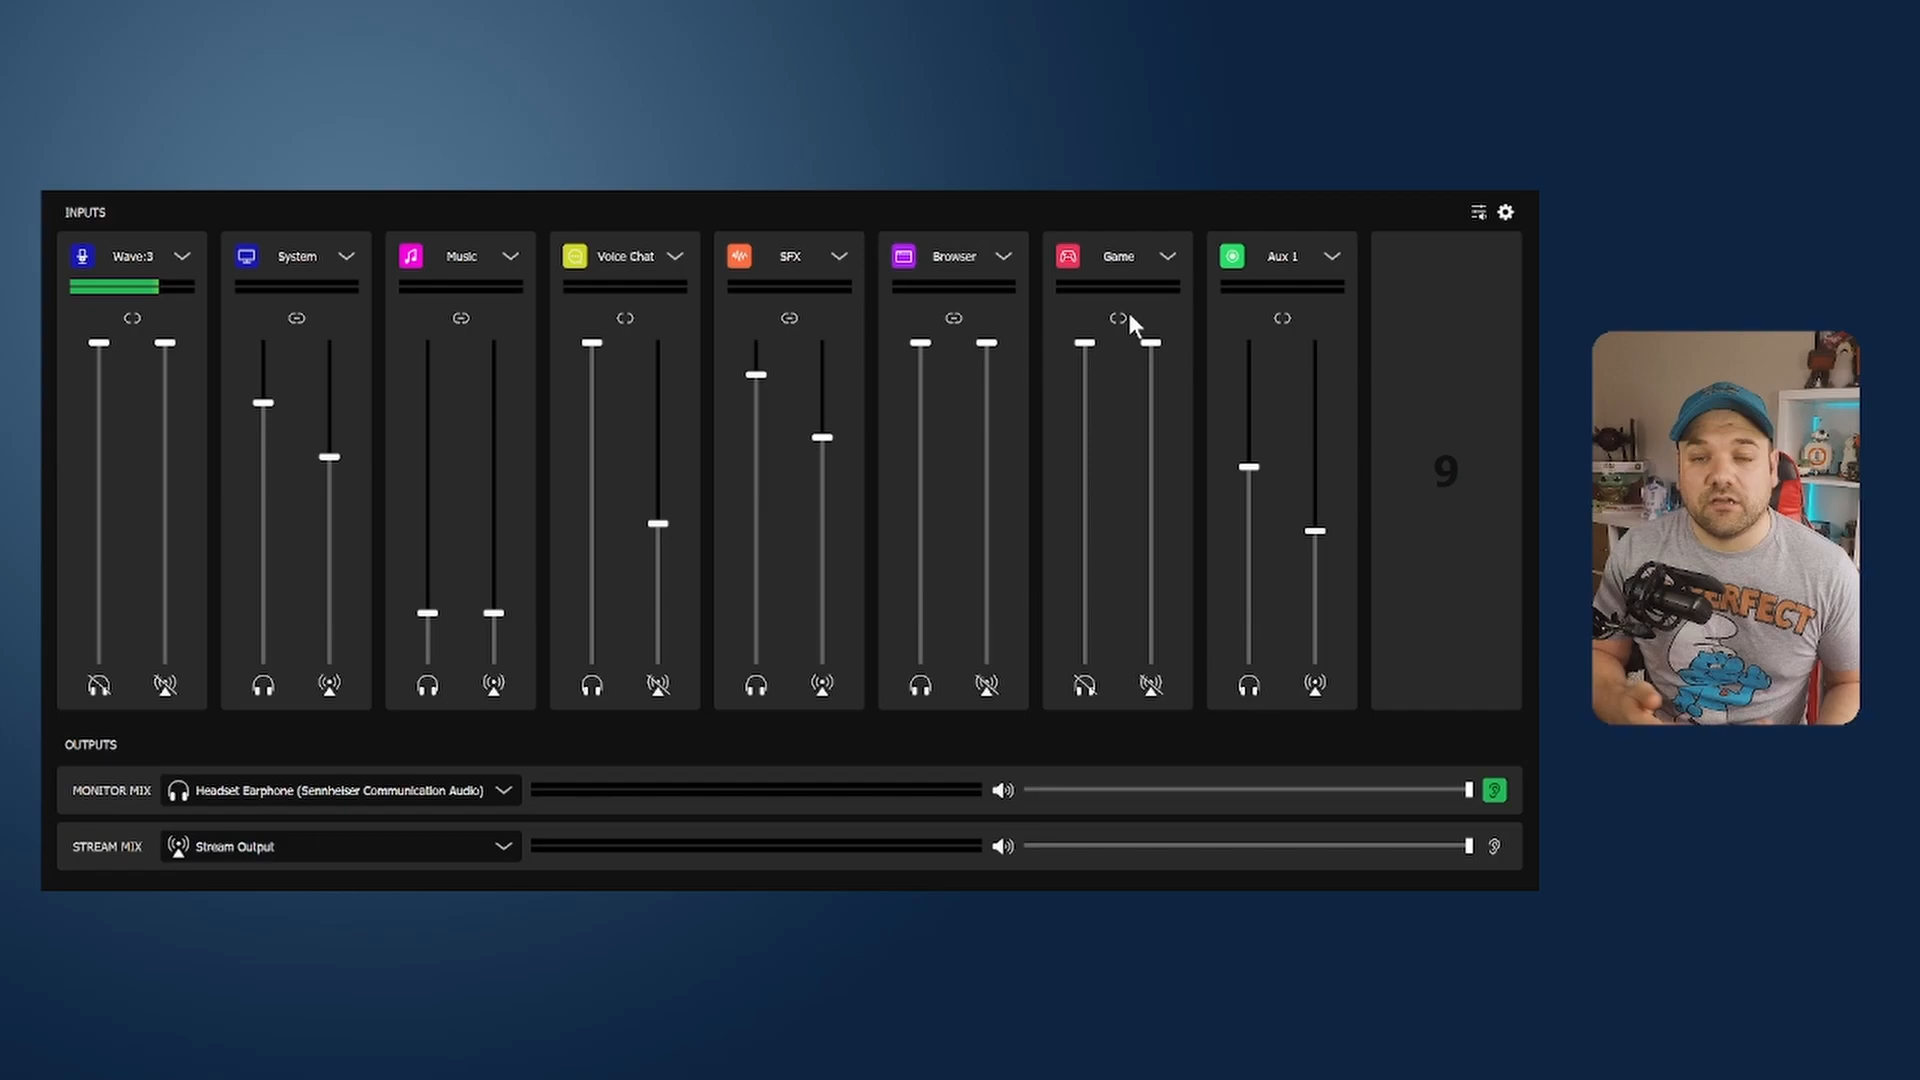 INPUTS
Wave:3
System
Music
Voice Chat
SFX
Browser
Game
Aux 1
9
OUTPUTS
MONITOR MIX
Headset Earphone (Sennheiser Communication Audio)
STREAM MIX
Stream Output